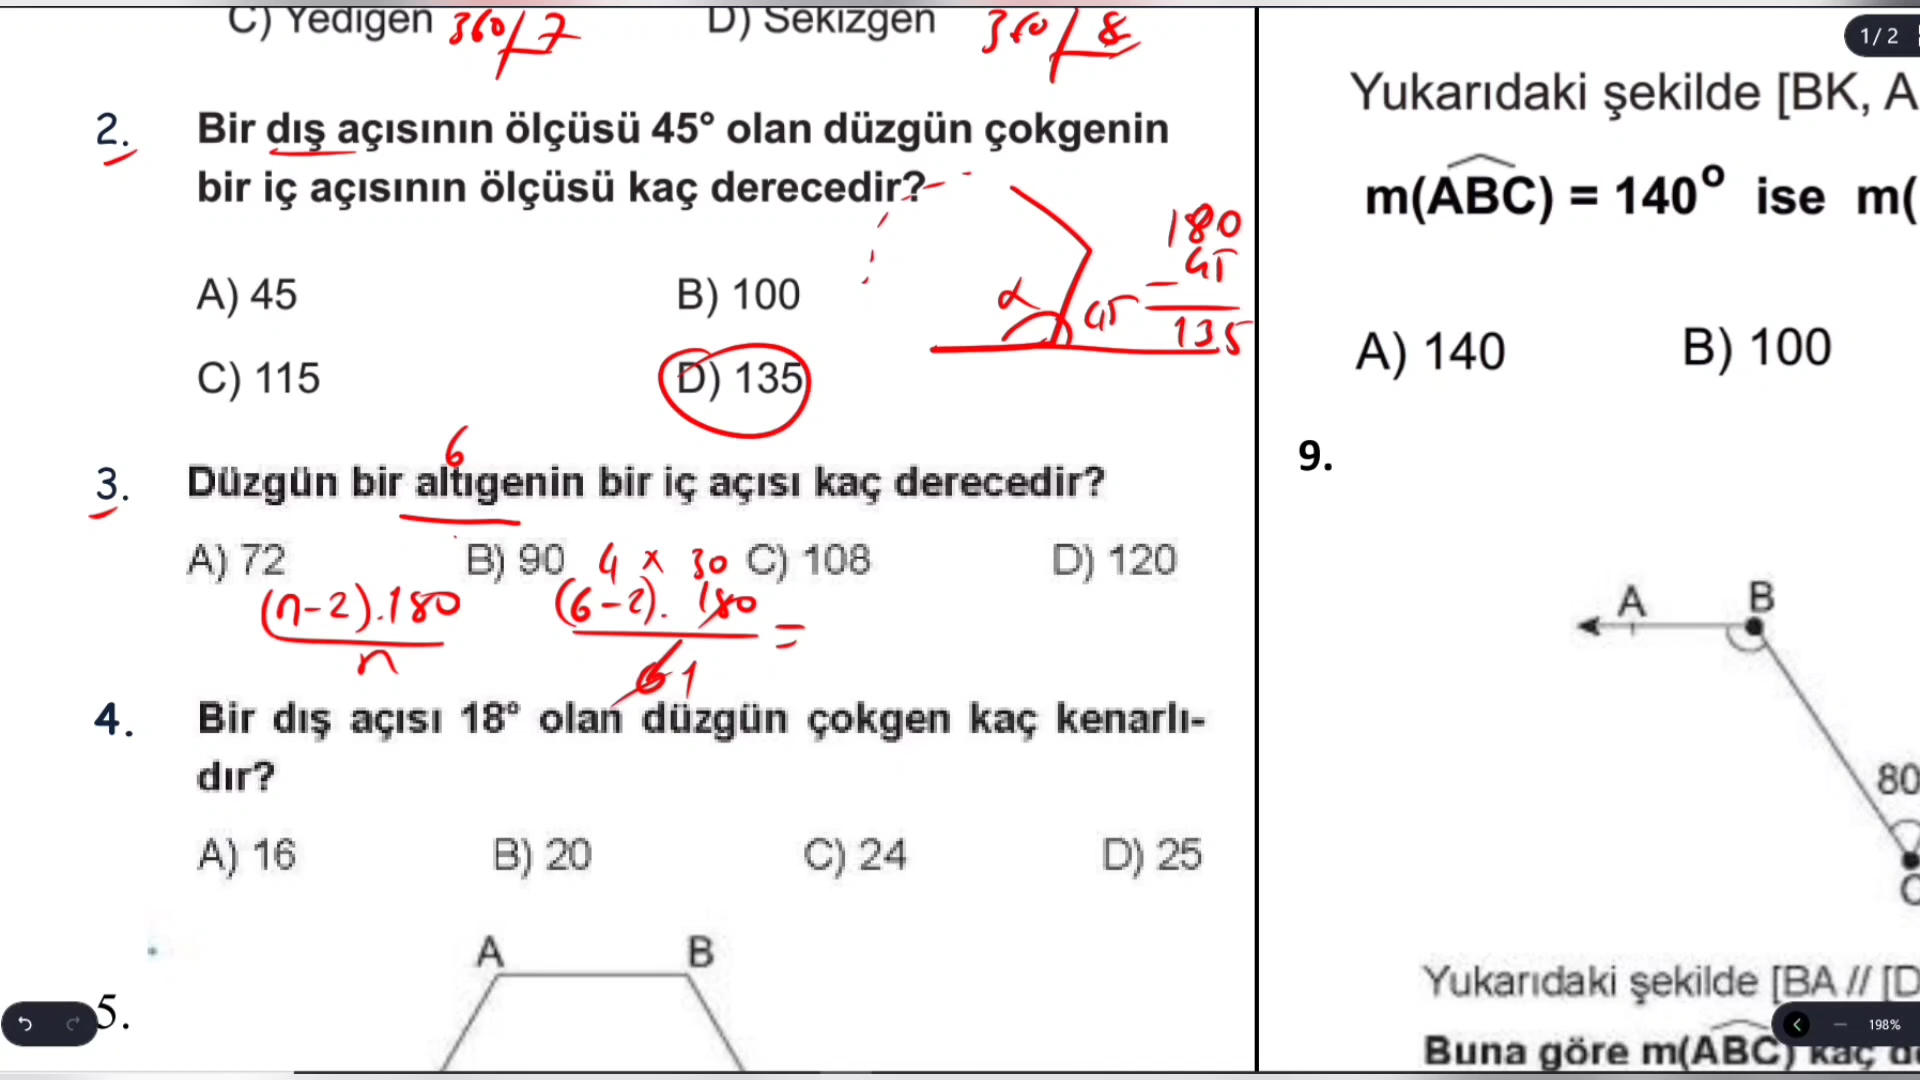 C) Yedigen 360 7 D) Sekizgen 360 8
2. Bir dış açısının ölçüsü 45° olan düzgün çokgenin
bir iç açısının ölçüsü kaç derecedir?
A) 45 B) 100
C) 115 D) 135
α 45
180
- 45
135
6
3. Düzgün bir altıgenin bir iç açısı kaç derecedir?
A) 72 B) 90 C) 108 D) 120
4 x 30
(n-2).180 (6-2). 180 =
n 6 1
4. Bir dış açısı 18° olan düzgün çokgen kaç kenarlı-
dır?
A) 16 B) 20 C) 24 D) 25
A B
5.
1/2
Yukarıdaki şekilde [BK, A
m(ABC) = 140° ise m(
A) 140 B) 100
9.
A B
80
C
Yukarıdaki şekilde [BA // [D
198%
Buna göre m(ABC) kaç d